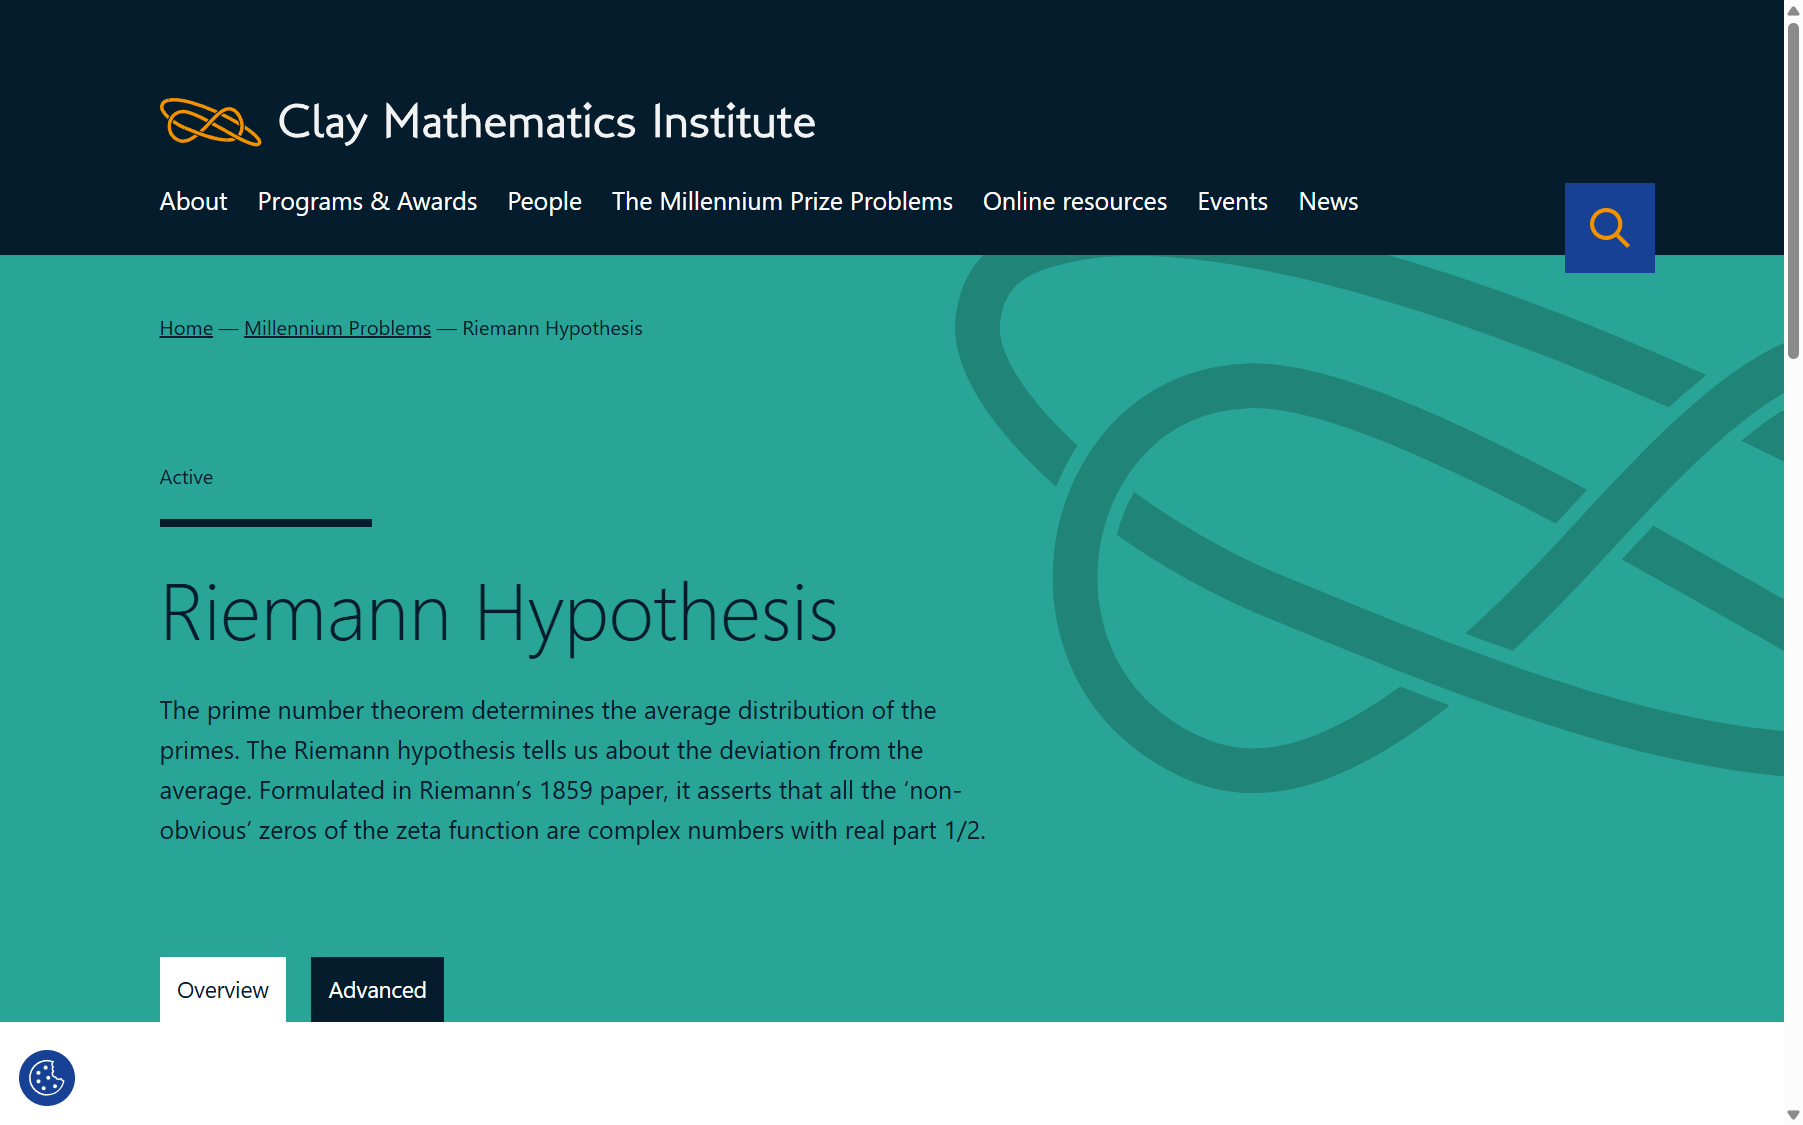 Clay Mathematics Institute
About Programs & Awards People The Millennium Prize Problems Online resources Events News
Home — Millennium Problems — Riemann Hypothesis
Active
Riemann Hypothesis
The prime number theorem determines the average distribution of the
primes. The Riemann hypothesis tells us about the deviation from the
average. Formulated in Riemann’s 1859 paper, it asserts that all the ‘non-
obvious’ zeros of the zeta function are complex numbers with real part 1/2.
Overview Advanced